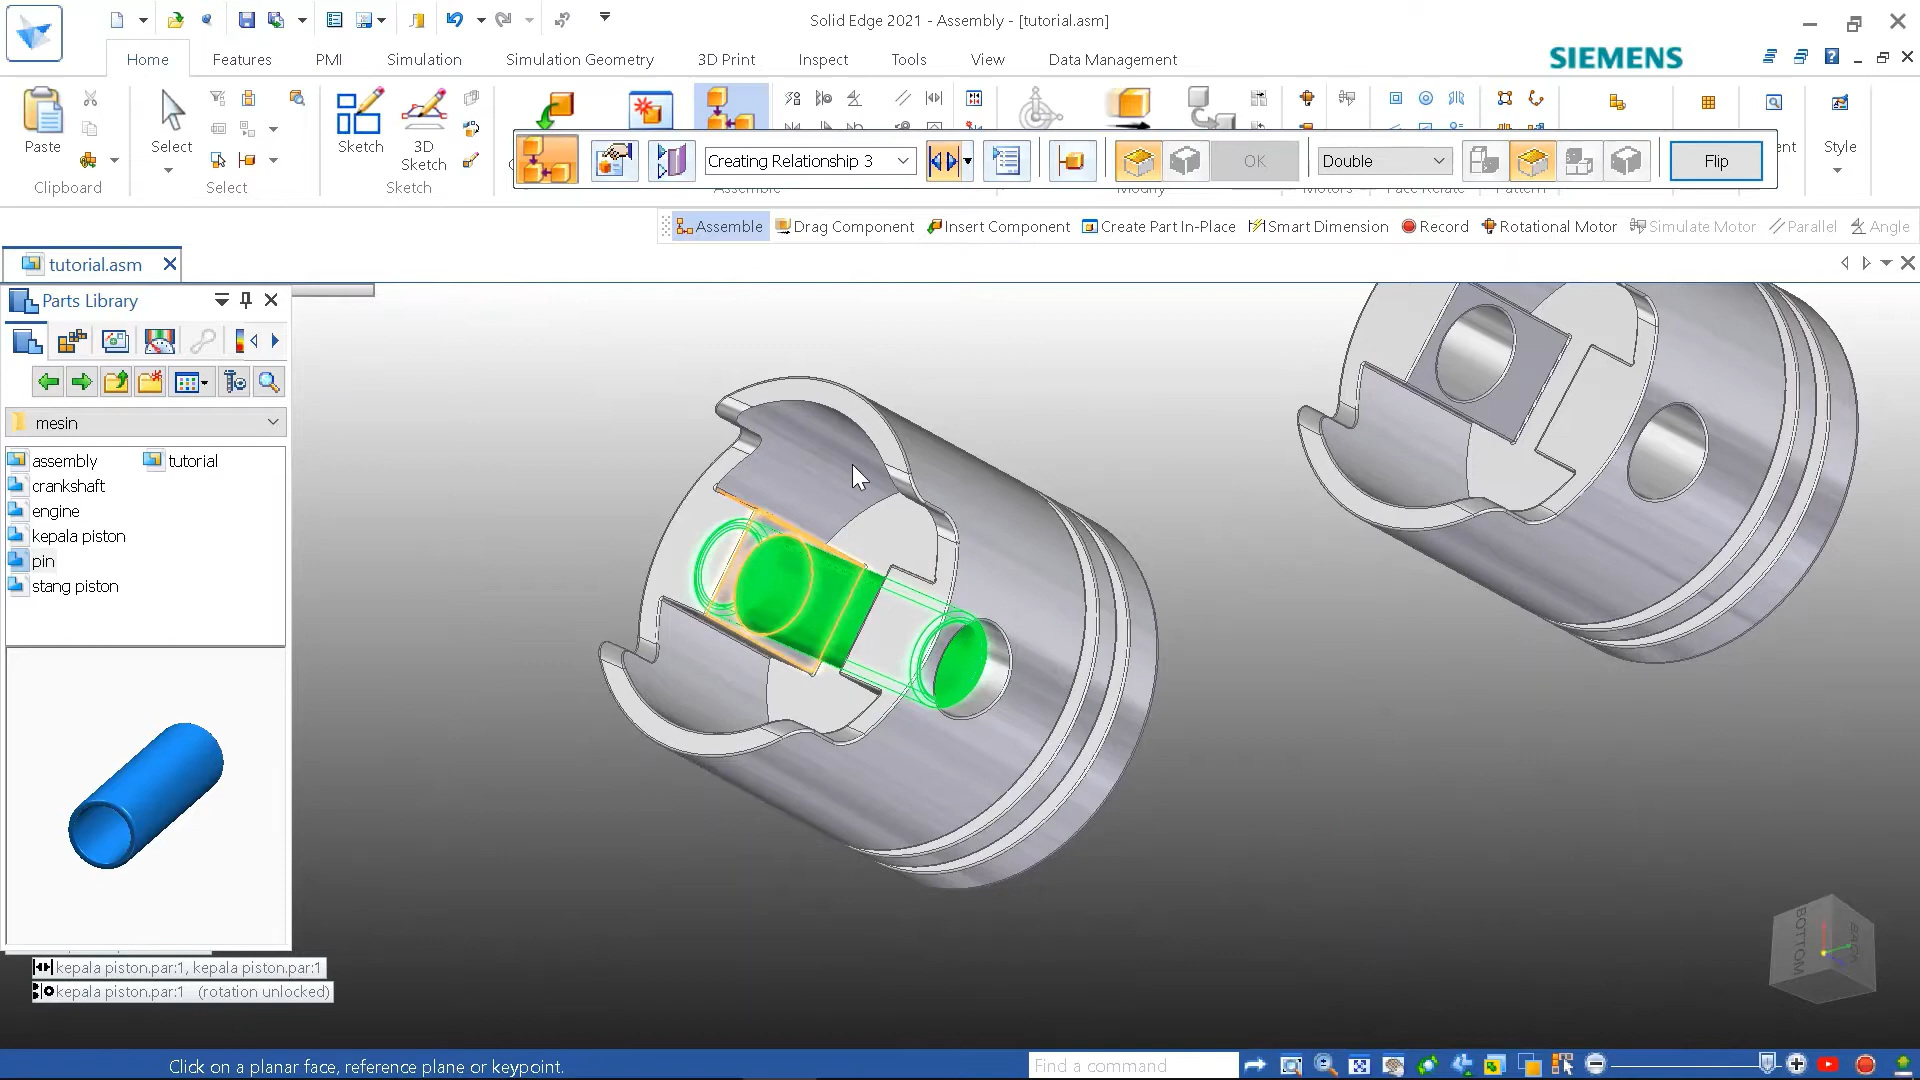 Solid Edge 2021 - Assembly - [tutorial.asm]
Home
Features
PMI
Simulation
Simulation Geometry
3D Print
Inspect
Tools
View
Data Management
SIEMENS
Paste
Clipboard
Select
Select
Sketch
3D
Sketch
Sketch
Creating Relationship 3
OK
Double
Flip
Style
Assemble
Drag Component
Insert Component
Create Part In-Place
Smart Dimension
Record
Rotational Motor
Simulate Motor
Parallel
Angle
tutorial.asm
Parts Library
mesin
assembly
tutorial
crankshaft
engine
kepala piston
pin
stang piston
kepala piston.par:1, kepala piston.par:1
kepala piston.par:1 (rotation unlocked)
BOTTOM
BACK
Click on a planar face, reference plane or keypoint.
Find a command